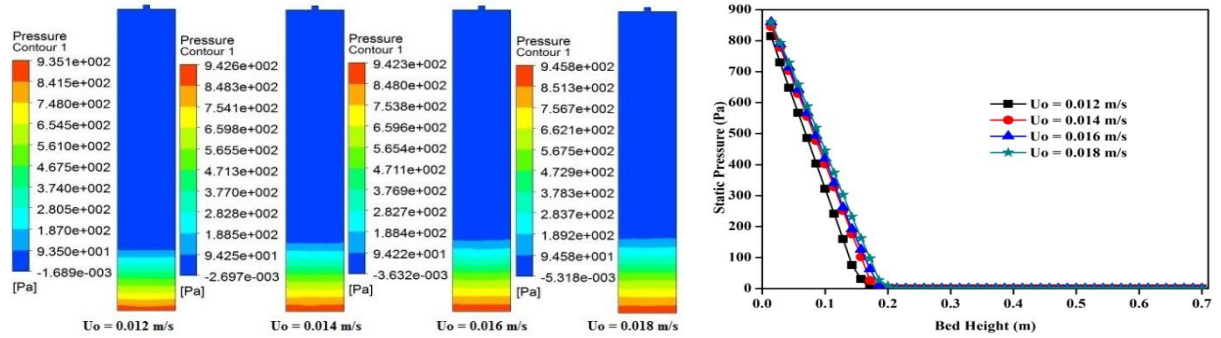 Pressure
Contour 1
9.351e+002
8.415e+002
7.480e+002
6.545e+002
5.610e+002
4.675e+002
3.740e+002
2.805e+002
1.870e+002
9.350e+001
-1.689e-003
[Pa]
Uo = 0.012 m/s
Pressure
Contour 1
9.426e+002
8.483e+002
7.541e+002
6.598e+002
5.655e+002
4.713e+002
3.770e+002
2.828e+002
1.885e+002
9.425e+001
-2.697e-003
[Pa]
Uo = 0.014 m/s
Pressure
Contour 1
9.423e+002
8.480e+002
7.538e+002
6.596e+002
5.654e+002
4.711e+002
3.769e+002
2.827e+002
1.884e+002
9.422e+001
-3.632e-003
[Pa]
Uo = 0.016 m/s
Pressure
Contour 1
9.458e+002
8.513e+002
7.567e+002
6.621e+002
5.675e+002
4.729e+002
3.783e+002
2.837e+002
1.892e+002
9.458e+001
-5.318e-003
[Pa]
Uo = 0.018 m/s
Static Pressure (Pa)
900
800
700
600
500
400
300
200
100
0
Uo = 0.012 m/s
Uo = 0.014 m/s
Uo = 0.016 m/s
Uo = 0.018 m/s
0.0 0.1 0.2 0.3 0.4 0.5 0.6 0.7
Bed Height (m)